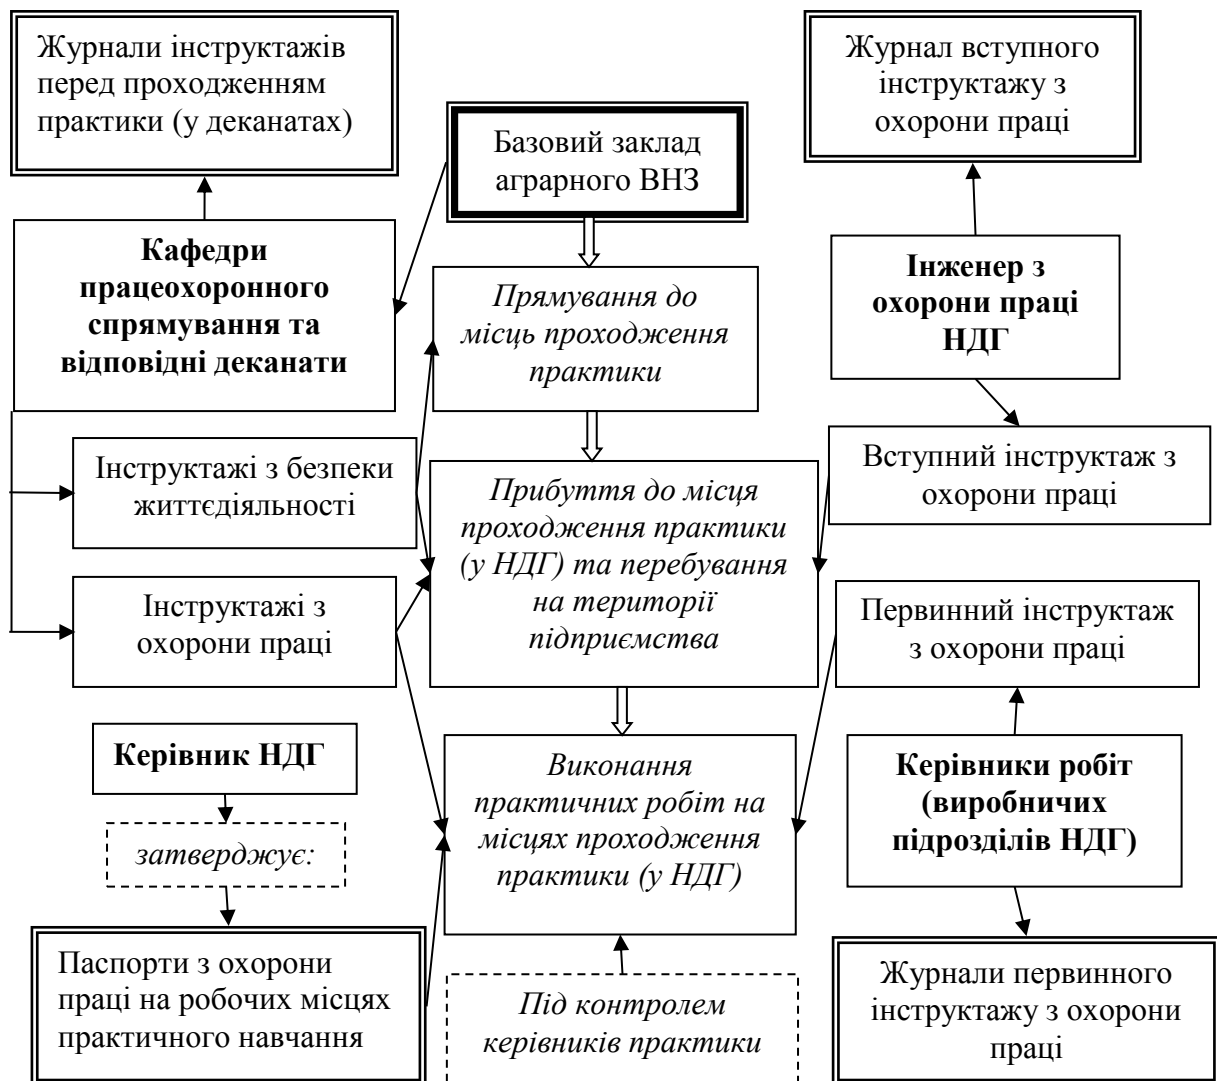 Журнали інструктажів
перед проходженням
практики (у деканатах)
Базовий заклад
аграрного ВНЗ
Журнал вступного
інструктажу з
охорони праці
Кафедри
працеохоронного
спрямування та
відповідні деканати
Прямування до
місць проходження
практики
Інженер з
охорони праці
НДГ
Інструктажі з безпеки
життєдіяльності
Прибуття до місця
проходження практики
(у НДГ) та перебування
на території
підприємства
Вступний інструктаж з
охорони праці
Інструктажі з
охорони праці
Первинний інструктаж
з охорони праці
Керівник НДГ
затверджує:
Виконання
практичних робіт на
місцях проходження
практики (у НДГ)
Керівники робіт
(виробничих
підрозділів НДГ)
Паспорти з охорони
праці на робочих місцях
практичного навчання
Під контролем
керівників практики
Журнали первинного
інструктажу з охорони
праці